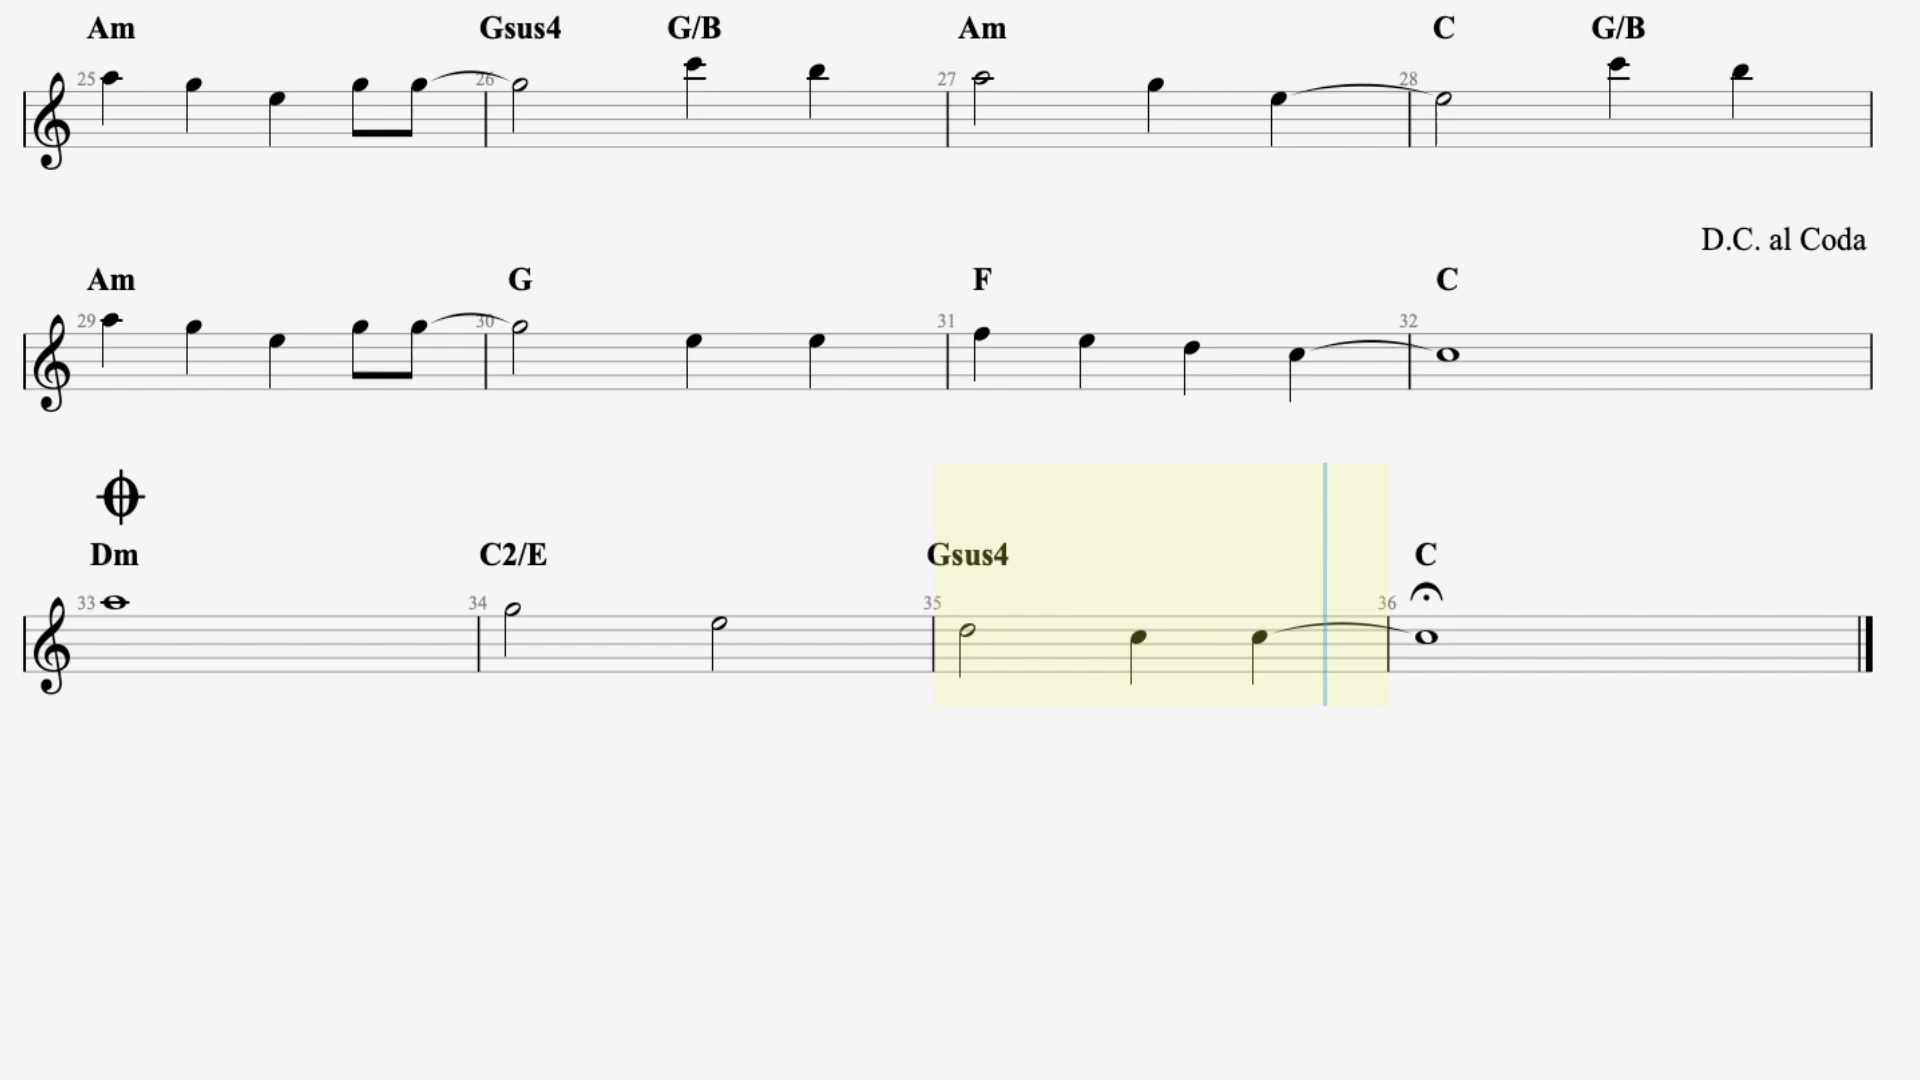 Am Gsus4 G/B Am C G/B
25 26 27 28
D.C. al Coda
Am G F C
29 30 31 32
Dm C2/E Gsus4 C
33 34 35 36